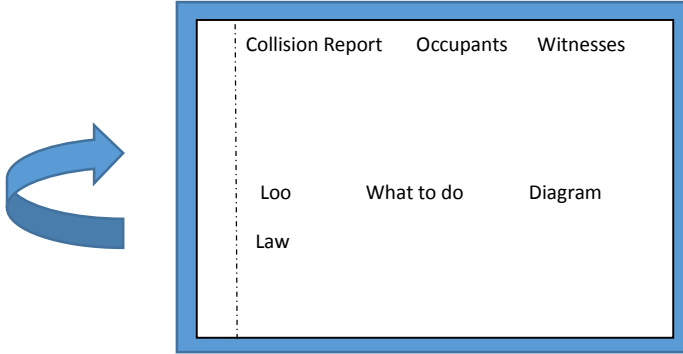 Collision Report Occupants Witnesses
Loo What to do Diagram
Law